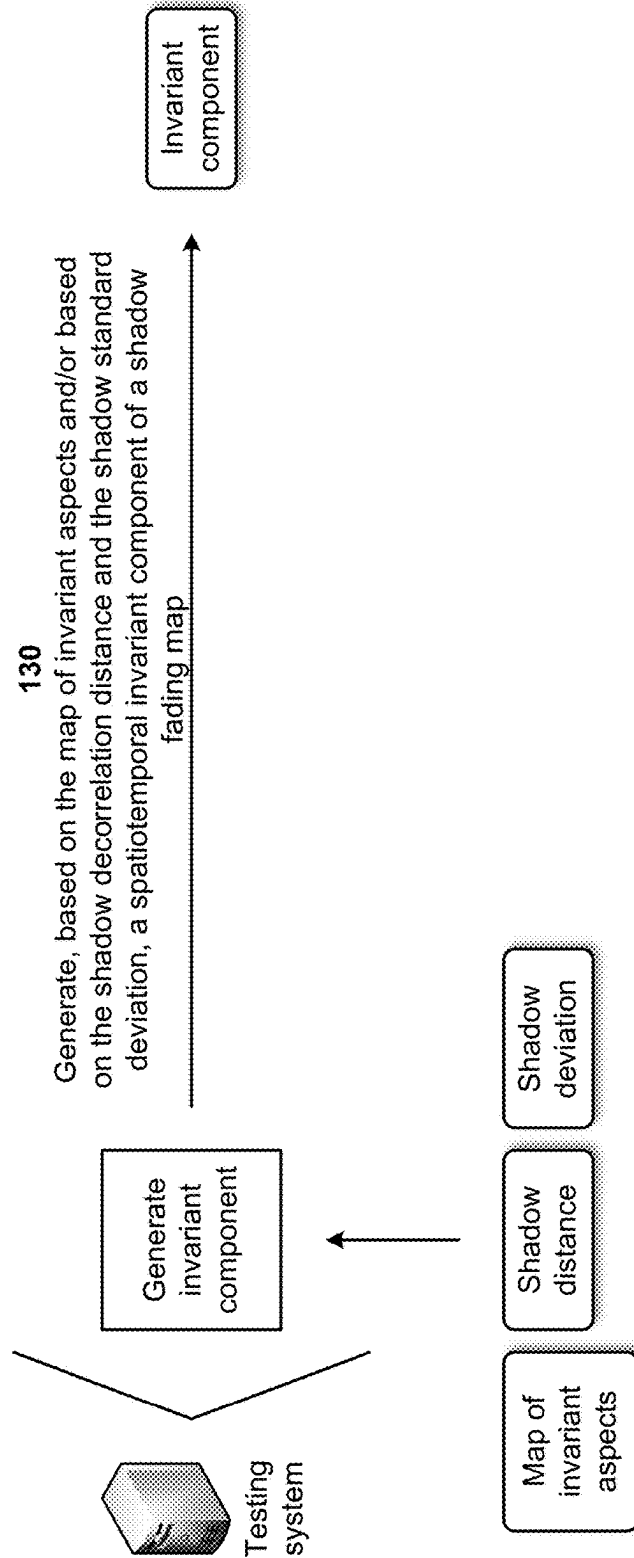 130
Generate, based on the map of invariant aspects and/or based
on the shadow decorrelation distance and the shadow standard
deviation, a spatiotemporal invariant component of a shadow
fading map
Testing
system
Generate
invariant
component
Invariant
component
Map of
invariant
aspects
Shadow
distance
Shadow
deviation